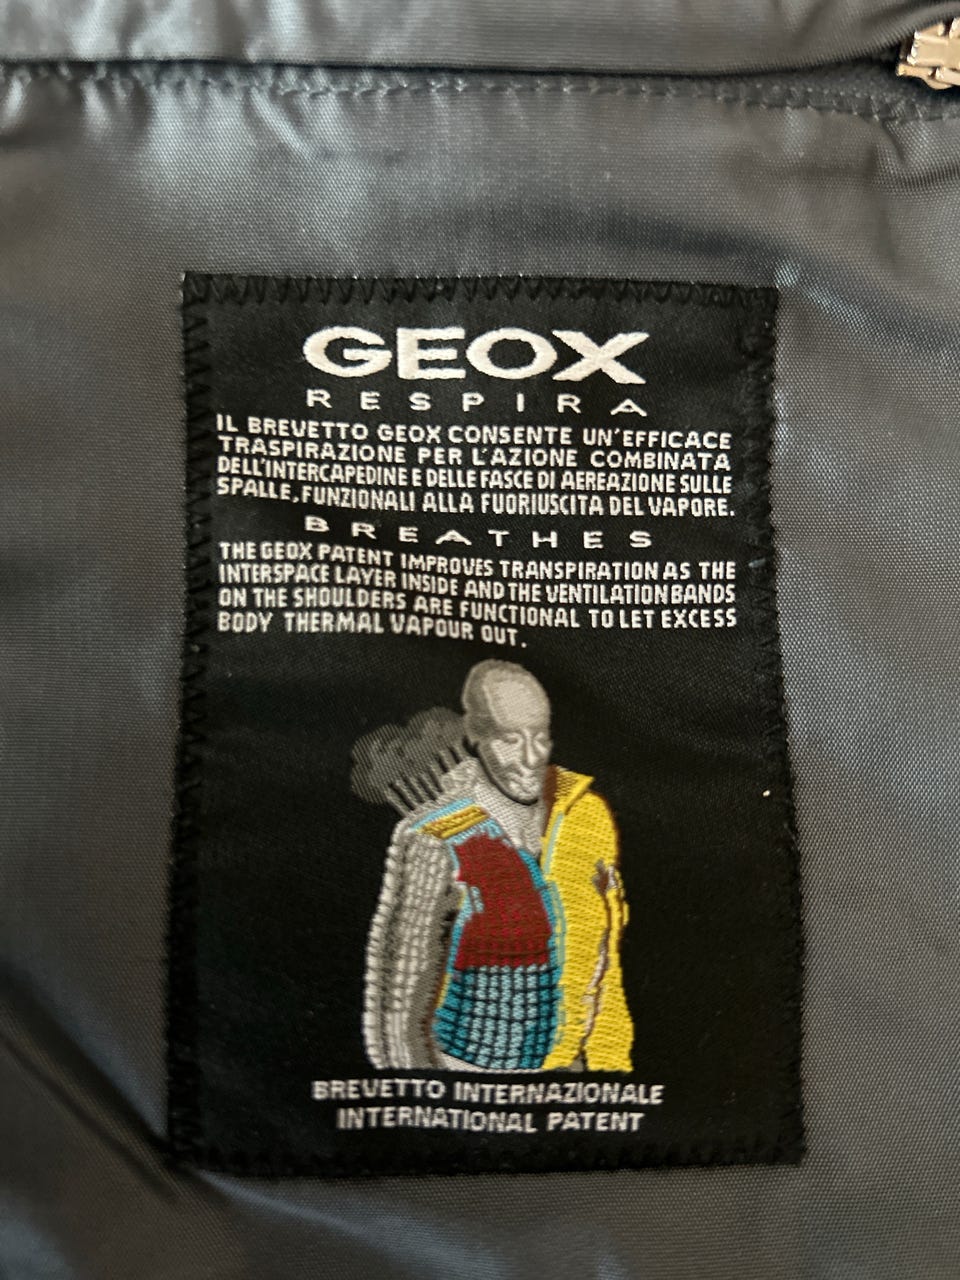 GEOX
RESPIRA
IL BREVETTO GEOX CONSENTE UN'EFFICACE
TRASPIRAZIONE PER L'AZIONE COMBINATA
DELL'INTERCAPEDINE E DELLE FASCE DI AEREAZIONE SULLE
SPALLE, FUNZIONALI ALLA FUORIUSCITA DEL VAPORE.
BREATHES
THE GEOX PATENT IMPROVES TRANSPIRATION AS THE
INTERSPACE LAYER INSIDE AND THE VENTILATION BANDS
ON THE SHOULDERS ARE FUNCTIONAL TO LET EXCESS
BODY THERMAL VAPOUR OUT.
BREVETTO INTERNAZIONALE
INTERNATIONAL PATENT